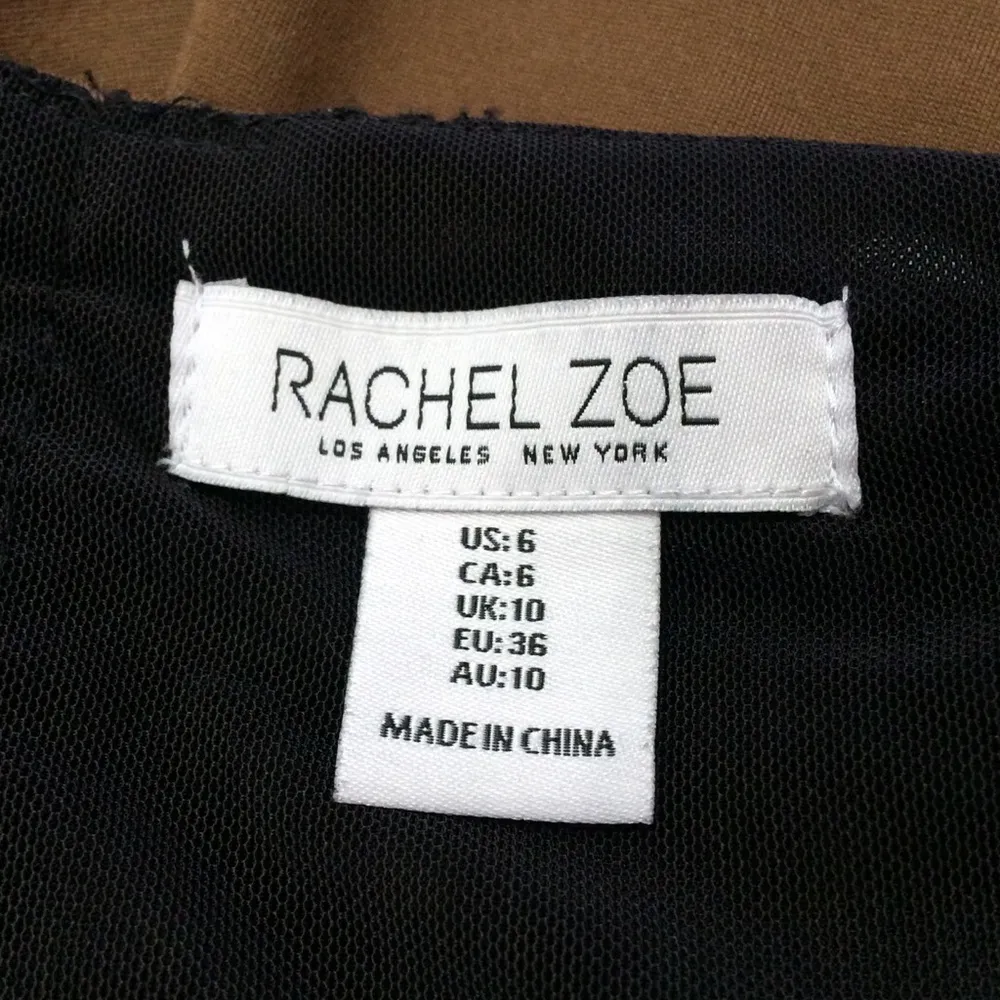 RACHEL ZOE
LOS ANGELES NEW YORK
US: 6
CA:6
UK:10
EU: 36
AU:10
MADE IN CHINA